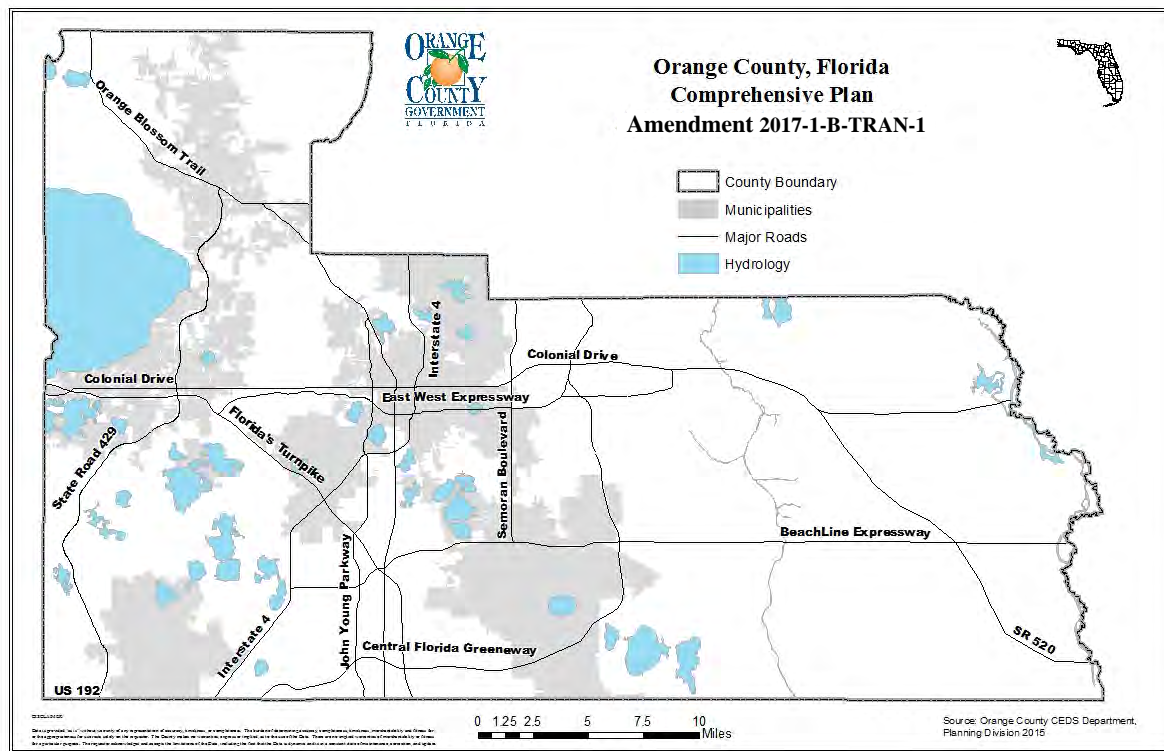 ORANGE
COUNTY
GOVERNMENT
FLORIDA
Orange County, Florida
Comprehensive Plan
Amendment 2017-1-B-TRAN-1
County Boundary
Municipalities
Major Roads
Hydrology
Orange Blossom Trail
Interstate 4
Colonial Drive
Colonial Drive
East West Expressway
Florida's Turnpike
State Road 429
Semoran Boulevard
BeachLine Expressway
John Young Parkway
Interstate 4
Central Florida Greeneway
SR 520
US 192
0 1.25 2.5 5 7.5 10
Miles
Source: Orange County CEDS Department,
Planning Division 2015